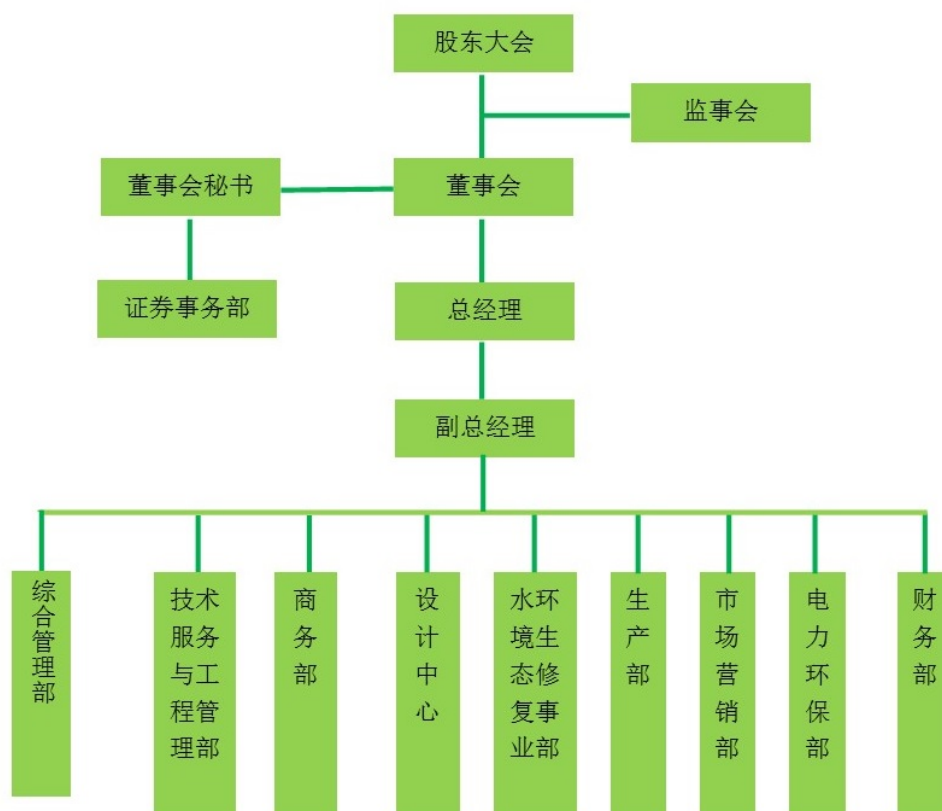 股东大会
监事会
董事会秘书
董事会
证券事务部
总经理
副总经理
综合管理部
技术
服务
与工
程管
理部
商务部
设计中心
水环
境生
态修
复事
业部
生产部
市场营销部
电力环保部
财务部